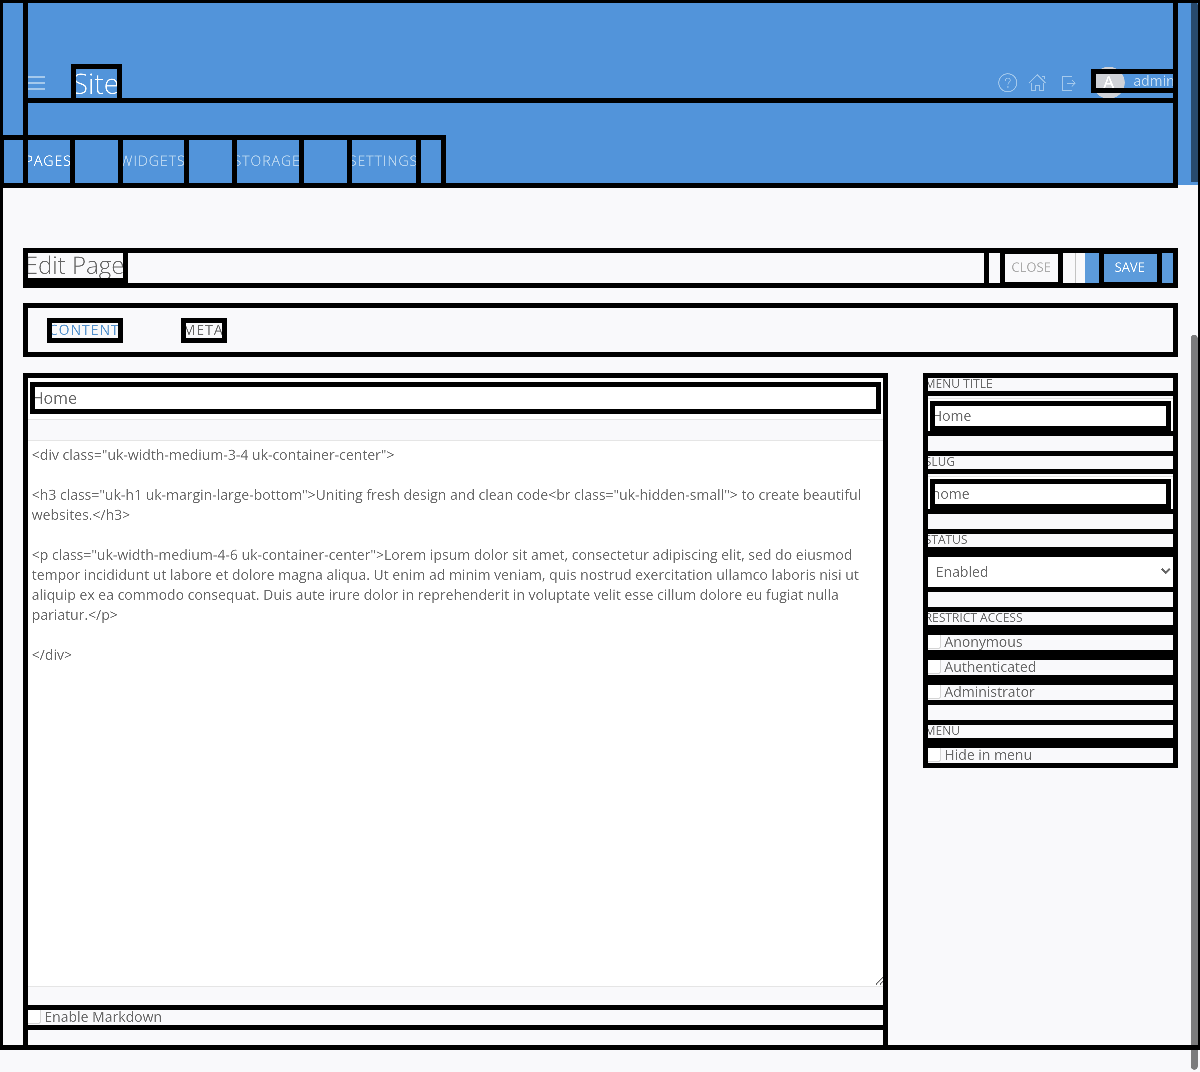 Site
A admin
PAGES WIDGETS STORAGE SETTINGS
Edit Page
CLOSE SAVE
CONTENT META
Home
<div class="uk-width-medium-3-4 uk-container-center">
<h3 class="uk-h1 uk-margin-large-bottom">Uniting fresh design and clean code<br class="uk-hidden-small"> to create beautiful
websites.</h3>
<p class="uk-width-medium-4-6 uk-container-center">Lorem ipsum dolor sit amet, consectetur adipiscing elit, sed do eiusmod
tempor incididunt ut labore et dolore magna aliqua. Ut enim ad minim veniam, quis nostrud exercitation ullamco laboris nisi ut
aliquip ex ea commodo consequat. Duis aute irure dolor in reprehenderit in voluptate velit esse cillum dolore eu fugiat nulla
pariatur.</p>
</div>
Enable Markdown
MENU TITLE
Home
SLUG
home
STATUS
Enabled
RESTRICT ACCESS
Anonymous
Authenticated
Administrator
MENU
Hide in menu